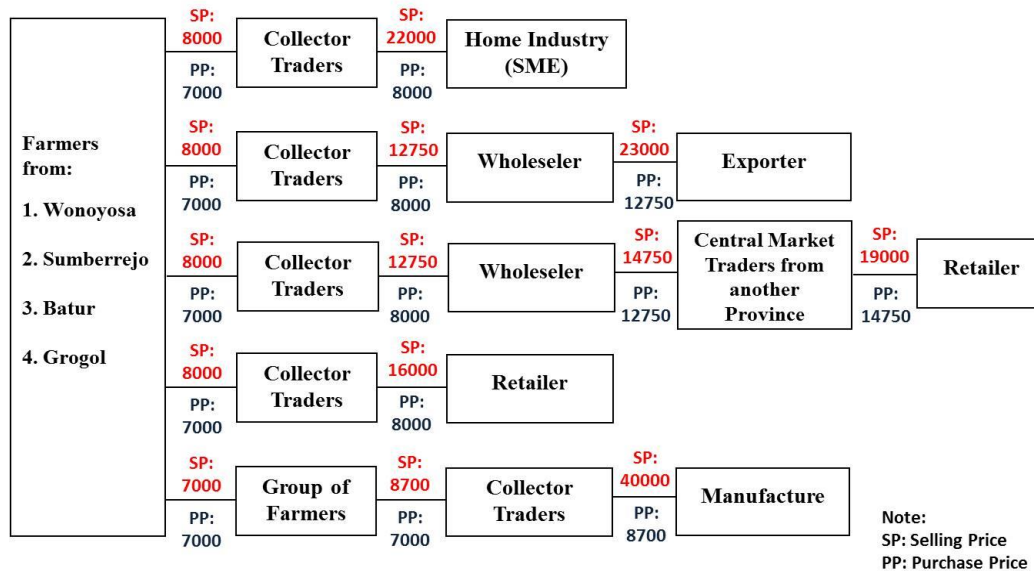 Farmers
from:
1. Wonoyosa
2. Sumberrejo
3. Batur
4. Grogol
SP:
8000
PP:
7000
Collector
Traders
SP:
22000
PP:
8000
Home Industry
(SME)
SP:
8000
PP:
7000
Collector
Traders
SP:
12750
PP:
8000
Wholeseler
SP:
23000
PP:
12750
Exporter
SP:
8000
PP:
7000
Collector
Traders
SP:
12750
PP:
8000
Wholeseler
SP:
14750
PP:
12750
Central Market
Traders from
another
Province
SP:
19000
PP:
14750
Retailer
SP:
8000
PP:
7000
Collector
Traders
SP:
16000
PP:
8000
Retailer
SP:
7000
PP:
7000
Group of
Farmers
SP:
8700
PP:
7000
Collector
Traders
SP:
40000
PP:
8700
Manufacture
Note:
SP: Selling Price
PP: Purchase Price